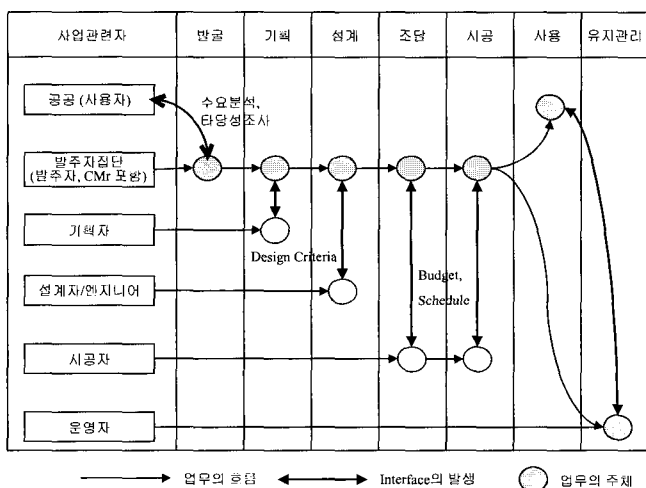 사업관련자 발굴 기획 설계 조달 시공 사용 유지관리
공공 (사용자)
수요분석,
타당성조사
발주자집단
(발주자, CMr 포함)
기획자
Design Criteria
설계자/엔지니어
Budget,
Schedule
시공자
운영자
업무의 흐름 Interface의 발생 업무의 주체